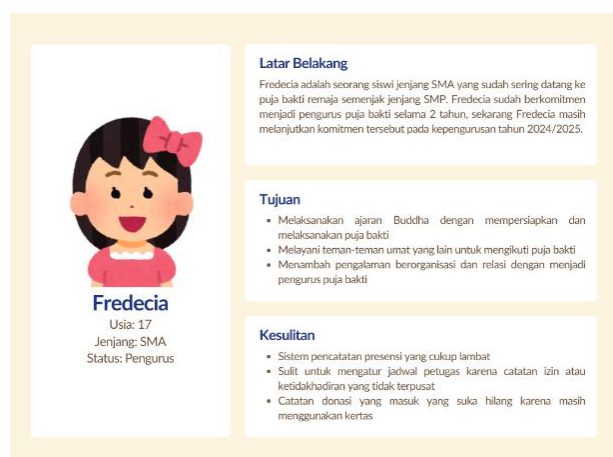 Fredecia
Usia: 17
Jenjang: SMA
Status: Pengurus
Latar Belakang
Fredecia adalah seorang siswi jenjang SMA yang sudah sering datang ke
puja bakti remaja semenjak jenjang SMP. Fredecia sudah berkomitmen
menjadi pengurus puja bakti selama 2 tahun, sekarang Fredecia masih
melanjutkan komitmen tersebut pada kepengurusan tahun 2024/2025.
Tujuan
• Melaksanakan ajaran Buddha dengan mempersiapkan dan
melaksanakan puja bakti
• Melayani teman-teman umat yang lain untuk mengikuti puja bakti
• Menambah pengalaman berorganisasi dan relasi dengan menjadi
pengurus puja bakti
Kesulitan
• Sistem pencatatan presensi yang cukup lambat
• Sulit untuk mengatur jadwal petugas karena catatan izin atau
ketidakhadiran yang tidak terpusat
• Catatan donasi yang masuk yang suka hilang karena masih
menggunakan kertas